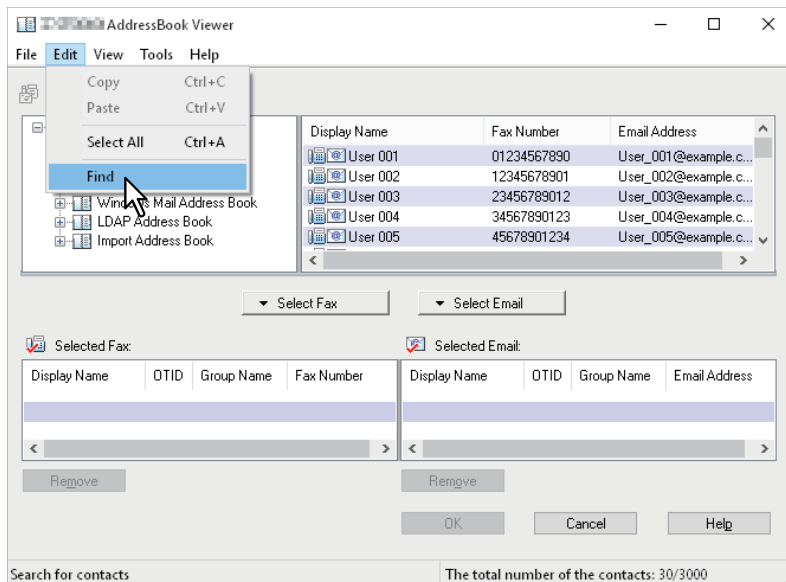 AddressBook Viewer
File Edit View Tools Help
Copy Ctrl+C
Paste Ctrl+V
Select All Ctrl+A
Find
Windows Mail Address Book
LDAP Address Book
Import Address Book
Display Name Fax Number Email Address
User 001 01234567890 User_001@example.c...
User 002 12345678901 User_002@example.c...
User 003 23456789012 User_003@example.c...
User 004 34567890123 User_004@example.c...
User 005 45678901234 User_005@example.c...
Select Fax Select Email
Selected Fax: Selected Email:
Display Name OTID Group Name Fax Number Display Name OTID Group Name Email Address
Remove Remove
OK Cancel Help
Search for contacts The total number of the contacts: 30/3000